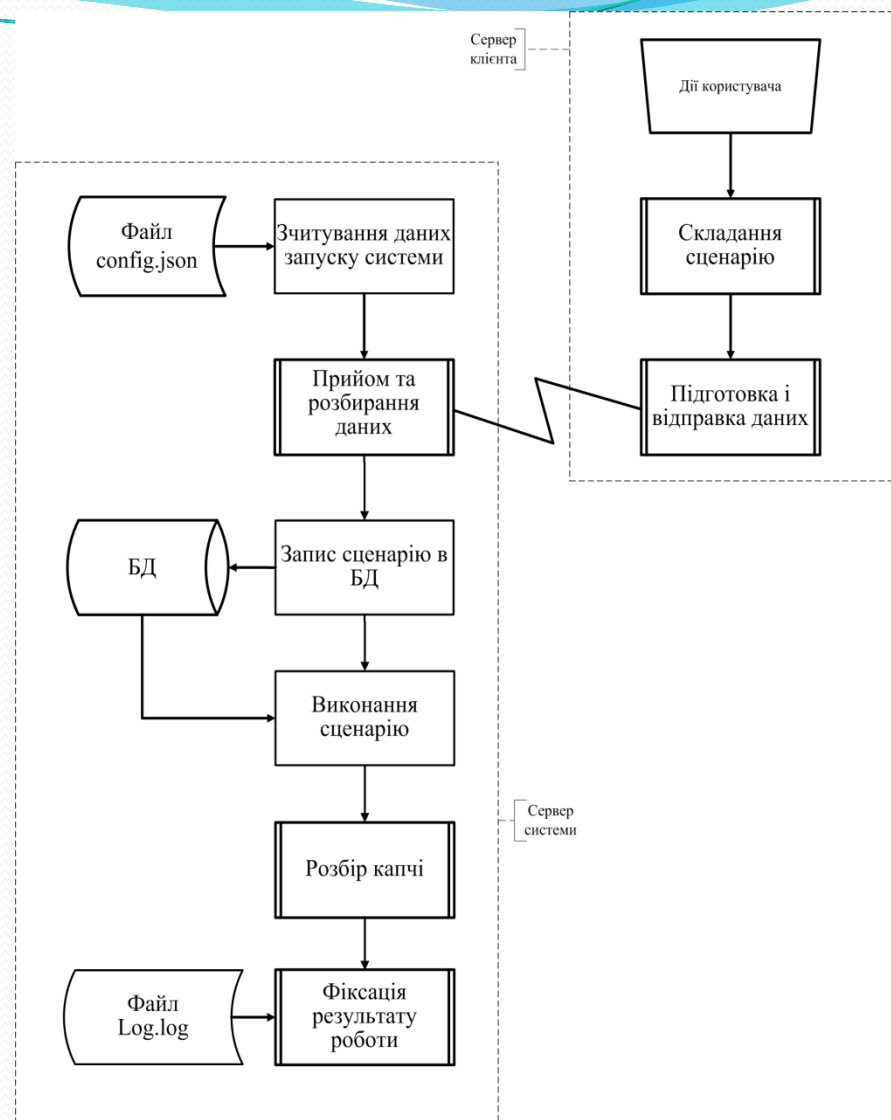 Сервер
клієнта
Дії користувача
Складання
сценарію
Підготовка і
відправка даних
Файл
config.json
Зчитування даних
запуску системи
Прийом та
розбирання
даних
БД
Запис сценарію в
БД
Виконання
сценарію
Сервер
системи
Розбір капчі
Файл
Log.log
Фіксація
результату
роботи